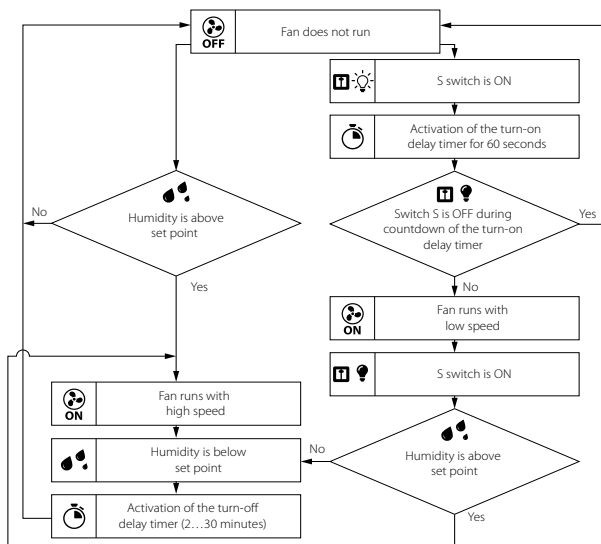 OFF
Fan does not run
S switch is ON
Activation of the turn-on
delay timer for 60 seconds
No
Humidity is above
set point
Yes
Switch S is OFF during
countdown of the turn-on
delay timer
Yes
No
ON
Fan runs with
low speed
S switch is ON
ON
Fan runs with
high speed
Humidity is below
set point
No
Humidity is above
set point
Yes
Activation of the turn-off
delay timer (2…30 minutes)